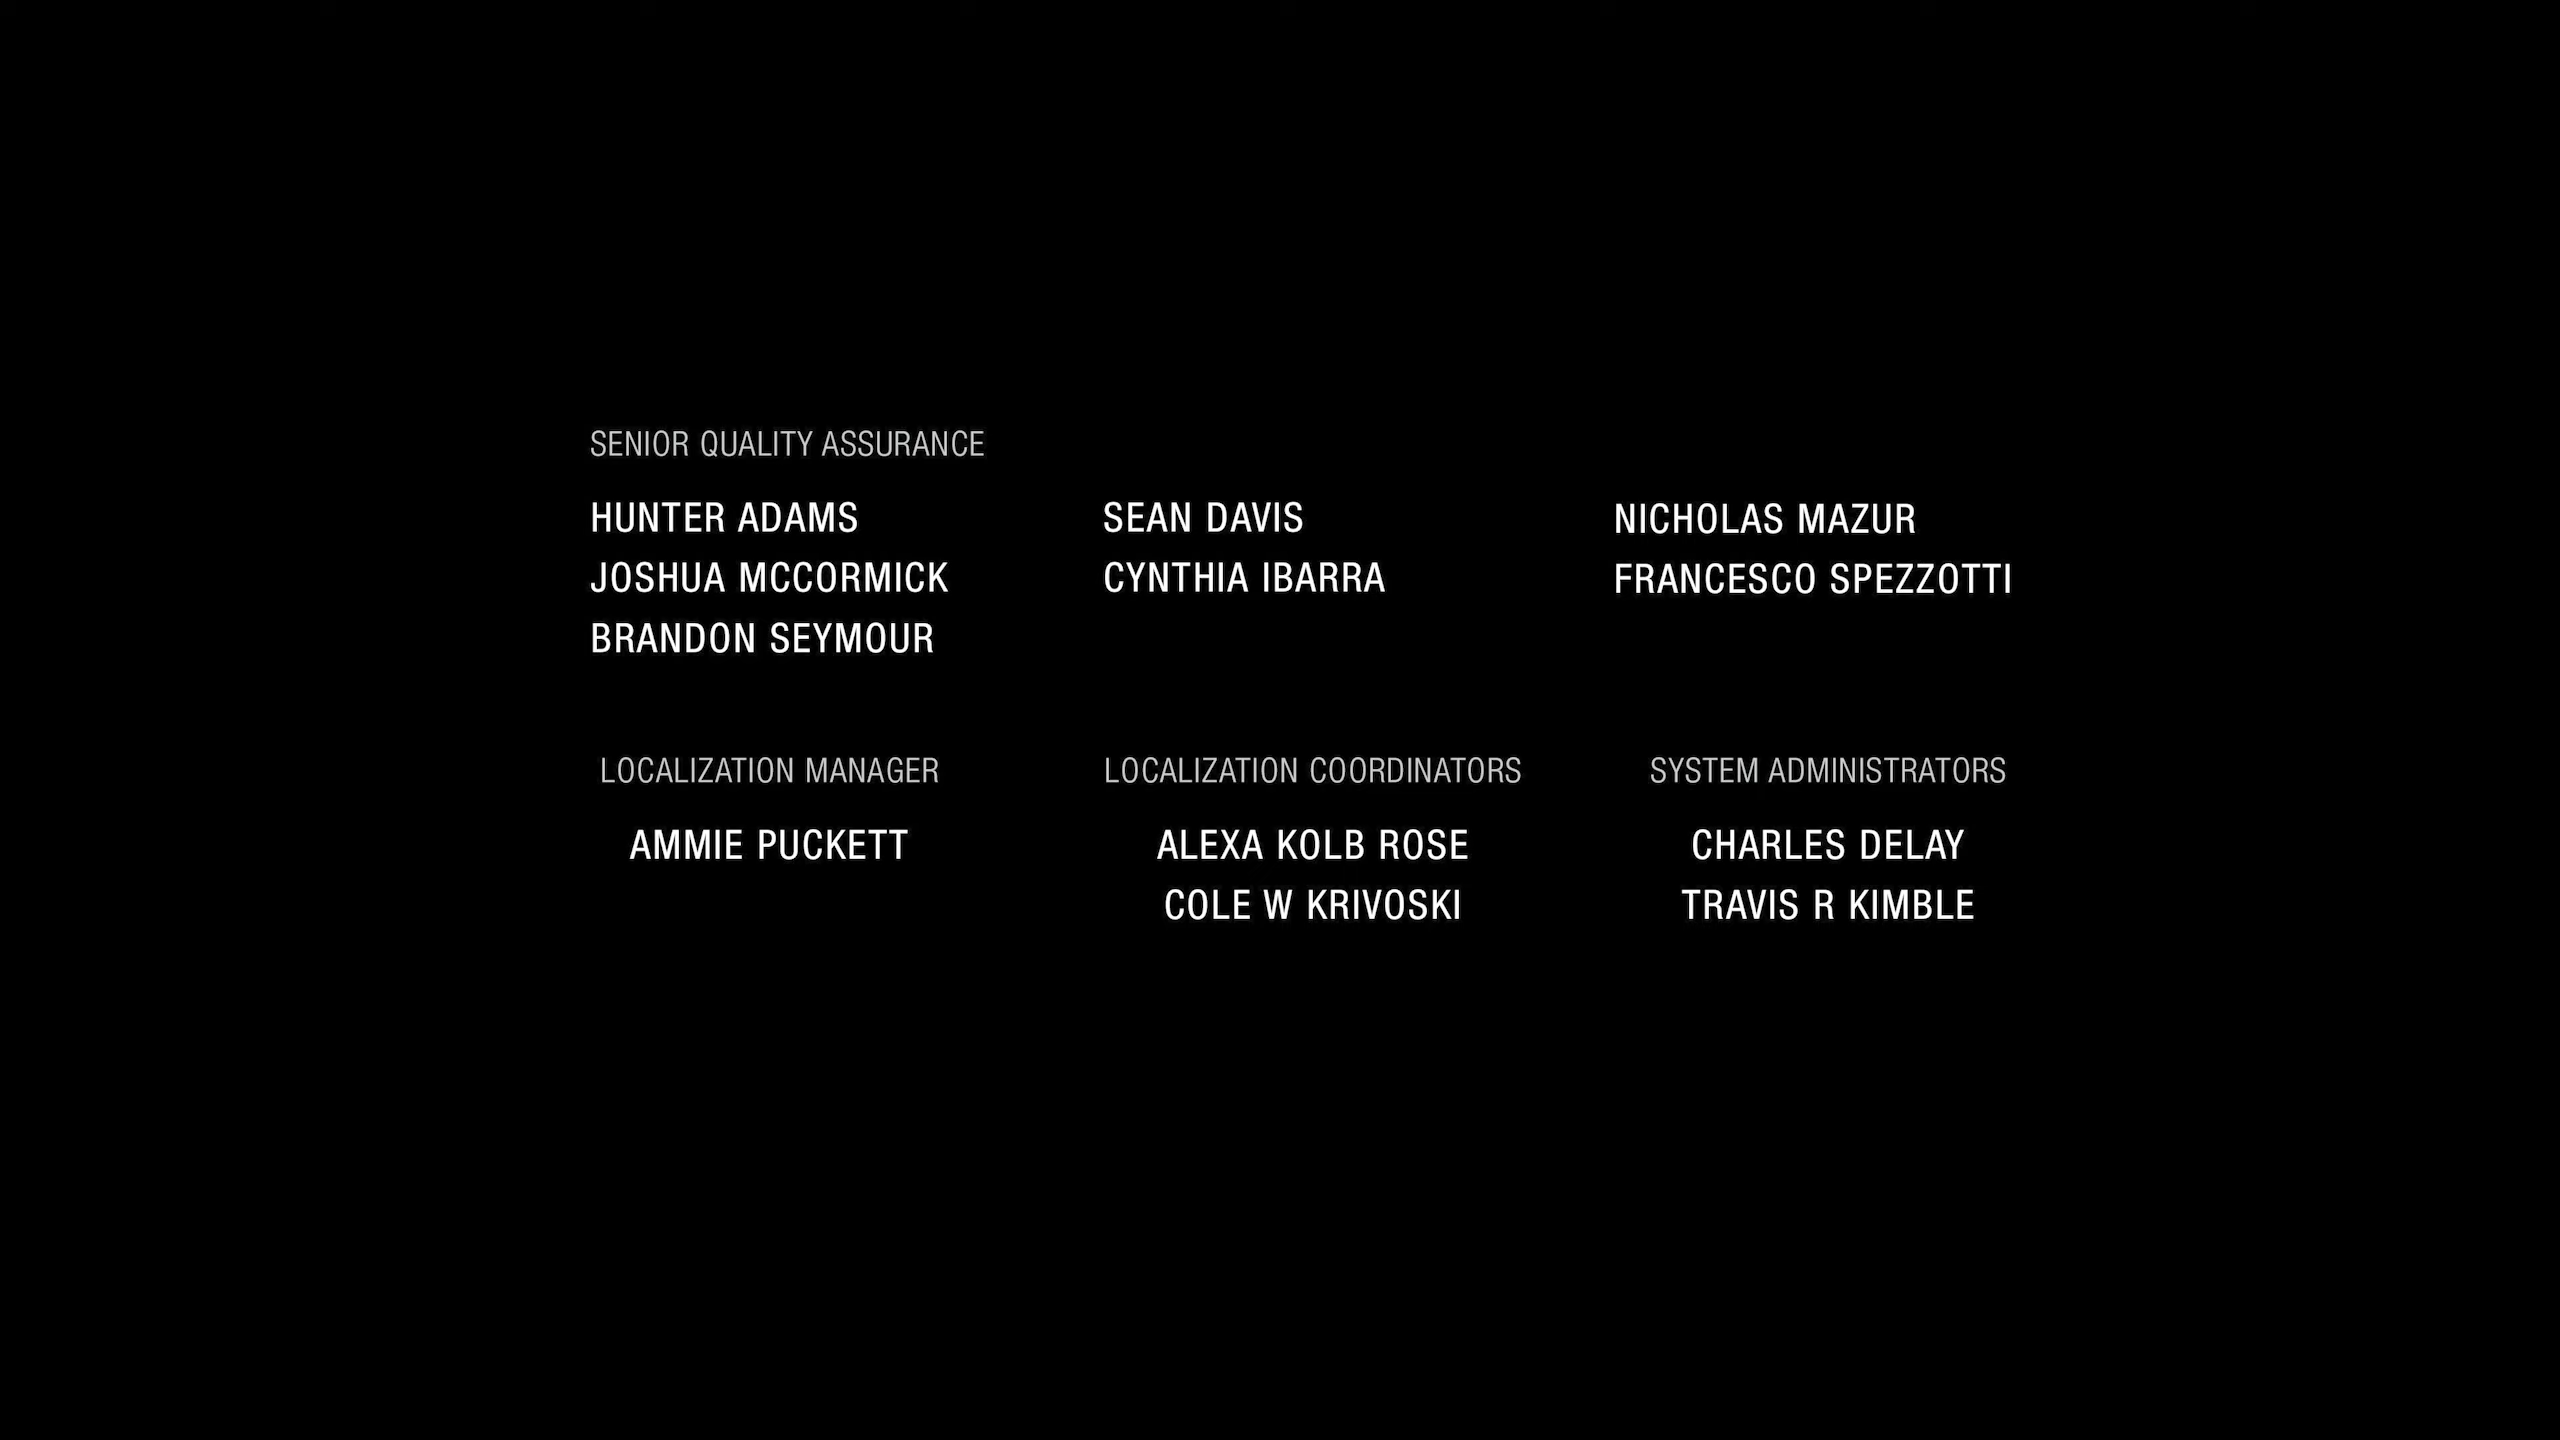 SENIOR QUALITY ASSURANCE
HUNTER ADAMS
SEAN DAVIS
NICHOLAS MAZUR
JOSHUA MCCORMICK
CYNTHIA IBARRA
FRANCESCO SPEZZOTTI
BRANDON SEYMOUR
LOCALIZATION MANAGER
AMMIE PUCKETT
LOCALIZATION COORDINATORS
ALEXA KOLB ROSE
COLE W KRIVOSKI
SYSTEM ADMINISTRATORS
CHARLES DELAY
TRAVIS R KIMBLE